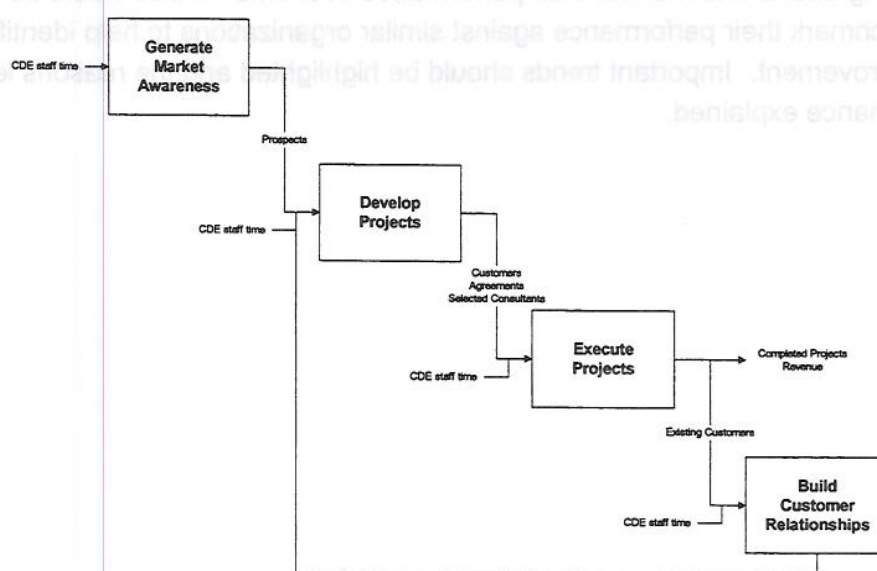 Generate
Market
Awareness
CDE staff time
Prospects
Develop
Projects
CDE staff time
Customers
Agreements
Selected Consultants
Execute
Projects
CDE staff time
Completed Projects
Revenue
Existing Customers
Build
Customer
Relationships
CDE staff time